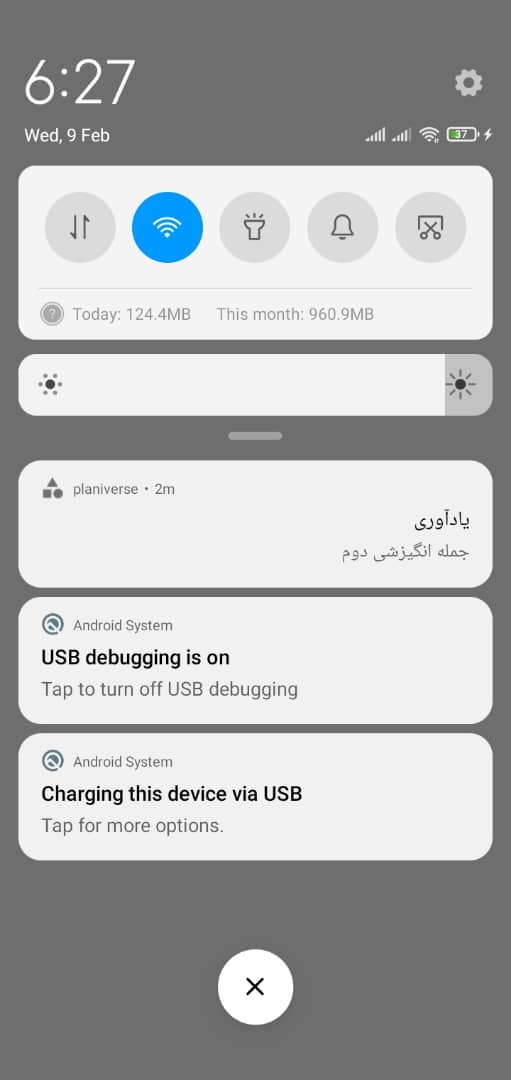 6:27
Wed, 9 Feb
37
Today: 124.4MB This month: 960.9MB
planiverse • 2m
یادآوری
جمله انگیزشی دوم
Android System
USB debugging is on
Tap to turn off USB debugging
Android System
Charging this device via USB
Tap for more options.